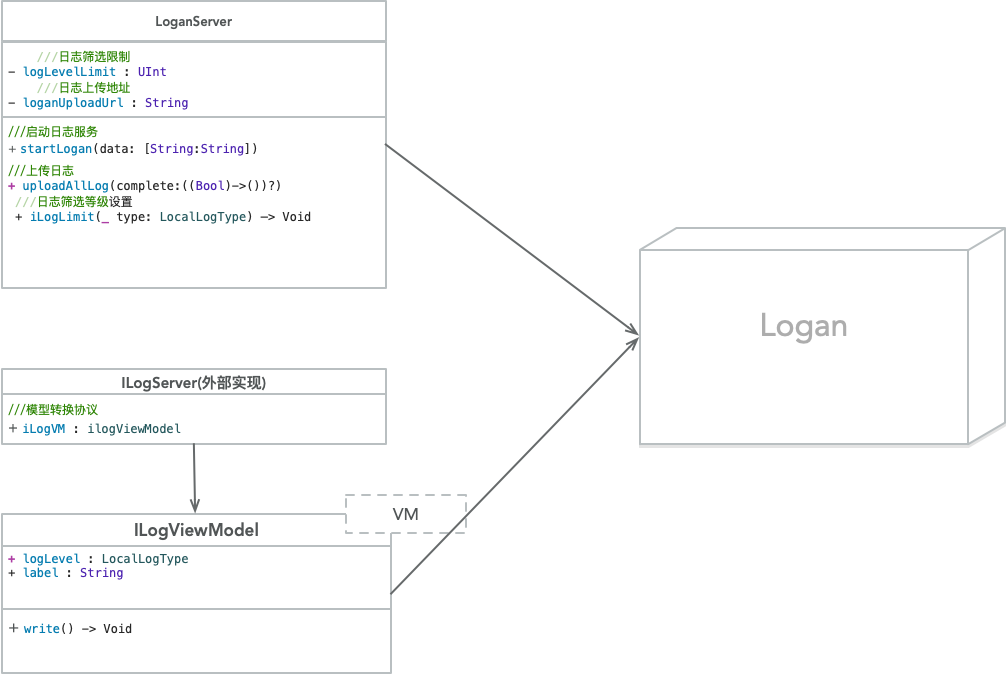 LoganServer
///日志筛选限制
- logLevelLimit : UInt
///日志上传地址
- loganUploadUrl : String
///启动日志服务
+ startLogan(data: [String:String])
///上传日志
+ uploadAllLog(complete:((Bool)->())?)
///日志筛选等级设置
+ iLogLimit(_ type: LocalLogType) -> Void
Logan
ILogServer(外部实现)
///模型转换协议
+ iLogVM : ilogViewModel
VM
ILogViewModel
+ logLevel : LocalLogType
+ label : String
+ write() -> Void